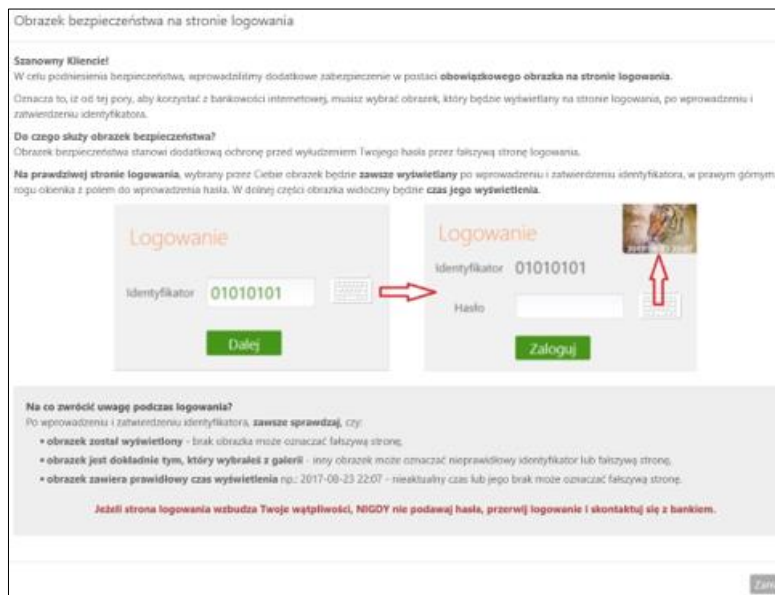 Obrazek bezpieczeństwa na stronie logowania
Szanowny Kliencie!
W celu podniesienia bezpieczeństwa, wprowadziliśmy dodatkowe zabezpieczenie w postaci obowiązkowego obrazka na stronie logowania.
Oznacza to, iż od tej pory, aby korzystać z bankowości internetowej, musisz wybrać obrazek, który będzie wyświetlany na stronie logowania, po wprowadzeniu i
zatwierdzeniu identyfikatora.
Do czego służy obrazek bezpieczeństwa?
Obrazek bezpieczeństwa stanowi dodatkową ochronę przed wyłudzeniem Twojego hasła przez fałszywą stronę logowania.
Na prawdziwej stronie logowania, wybrany przez Ciebie obrazek będzie zawsze wyświetlany po wprowadzeniu i zatwierdzeniu identyfikatora, w prawym górnym
rogu okienka z polem do wprowadzenia hasła. W dolnej części obrazka widoczny będzie czas jego wyświetlenia.
Logowanie
Identyfikator 01010101
Dalej
Logowanie
Identyfikator 01010101
Hasło
Zaloguj
Na co zwrócić uwagę podczas logowania?
Po wprowadzeniu i zatwierdzeniu identyfikatora, zawsze sprawdzaj, czy:
• obrazek został wyświetlony - brak obrazka może oznaczać fałszywą stronę,
• obrazek jest dokładnie tym, który wybrałeś z galerii - inny obrazek może oznaczać nieprawidłowy identyfikator lub fałszywą stronę,
• obrazek zawiera prawidłowy czas wyświetlenia np.: 2017-08-23 22:07 - nieaktualny czas lub jego brak może oznaczać fałszywą stronę.
Jeżeli strona logowania wzbudza Twoje wątpliwości, NIGDY nie podawaj hasła, przerwij logowanie i skontaktuj się z bankiem.